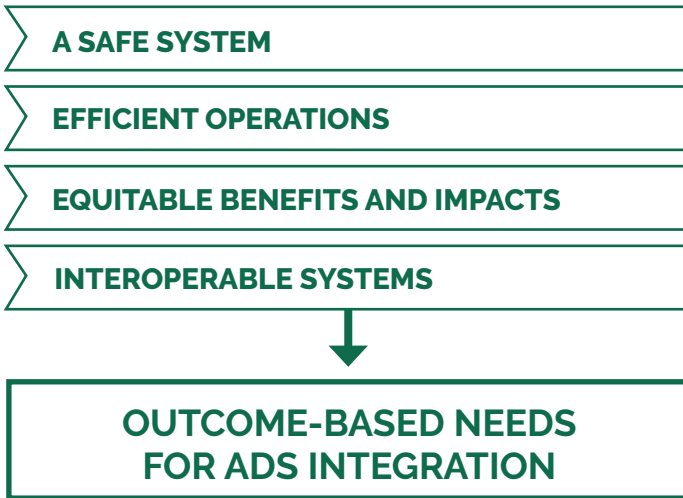 A SAFE SYSTEM
EFFICIENT OPERATIONS
EQUITABLE BENEFITS AND IMPACTS
INTEROPERABLE SYSTEMS
OUTCOME-BASED NEEDS
FOR ADS INTEGRATION